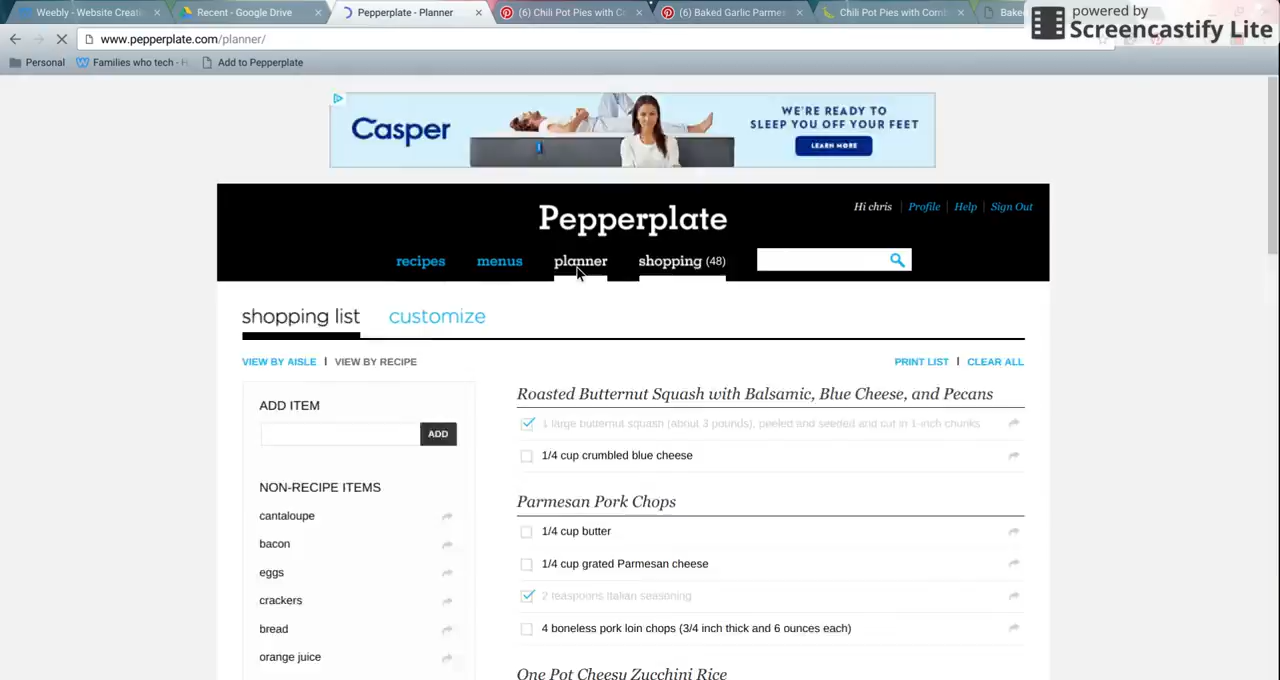 Weebly - Website Creati
Recent - Google Drive
Pepperplate - Planner
(6) Chili Pot Pies with Co
(6) Baked Garlic Parmes
Chili Pot Pies with Cornb
Bake
powered by
Screencastify Lite
www.pepperplate.com/planner/
Personal
Families who tech - H
Add to Pepperplate
Casper
WE'RE READY TO
SLEEP YOU OFF YOUR FEET
LEARN MORE
Hi chris | Profile | Help | Sign Out
Pepperplate
recipes menus planner shopping (48)
shopping list customize
VIEW BY AISLE | VIEW BY RECIPE
PRINT LIST | CLEAR ALL
ADD ITEM
ADD
NON-RECIPE ITEMS
cantaloupe
bacon
eggs
crackers
bread
orange juice
Roasted Butternut Squash with Balsamic, Blue Cheese, and Pecans
1 large butternut squash (about 3 pounds), peeled and seeded and cut in 1-inch chunks
1/4 cup crumbled blue cheese
Parmesan Pork Chops
1/4 cup butter
1/4 cup grated Parmesan cheese
2 teaspoons Italian seasoning
4 boneless pork loin chops (3/4 inch thick and 6 ounces each)
One Pot Cheesy Zucchini Rice